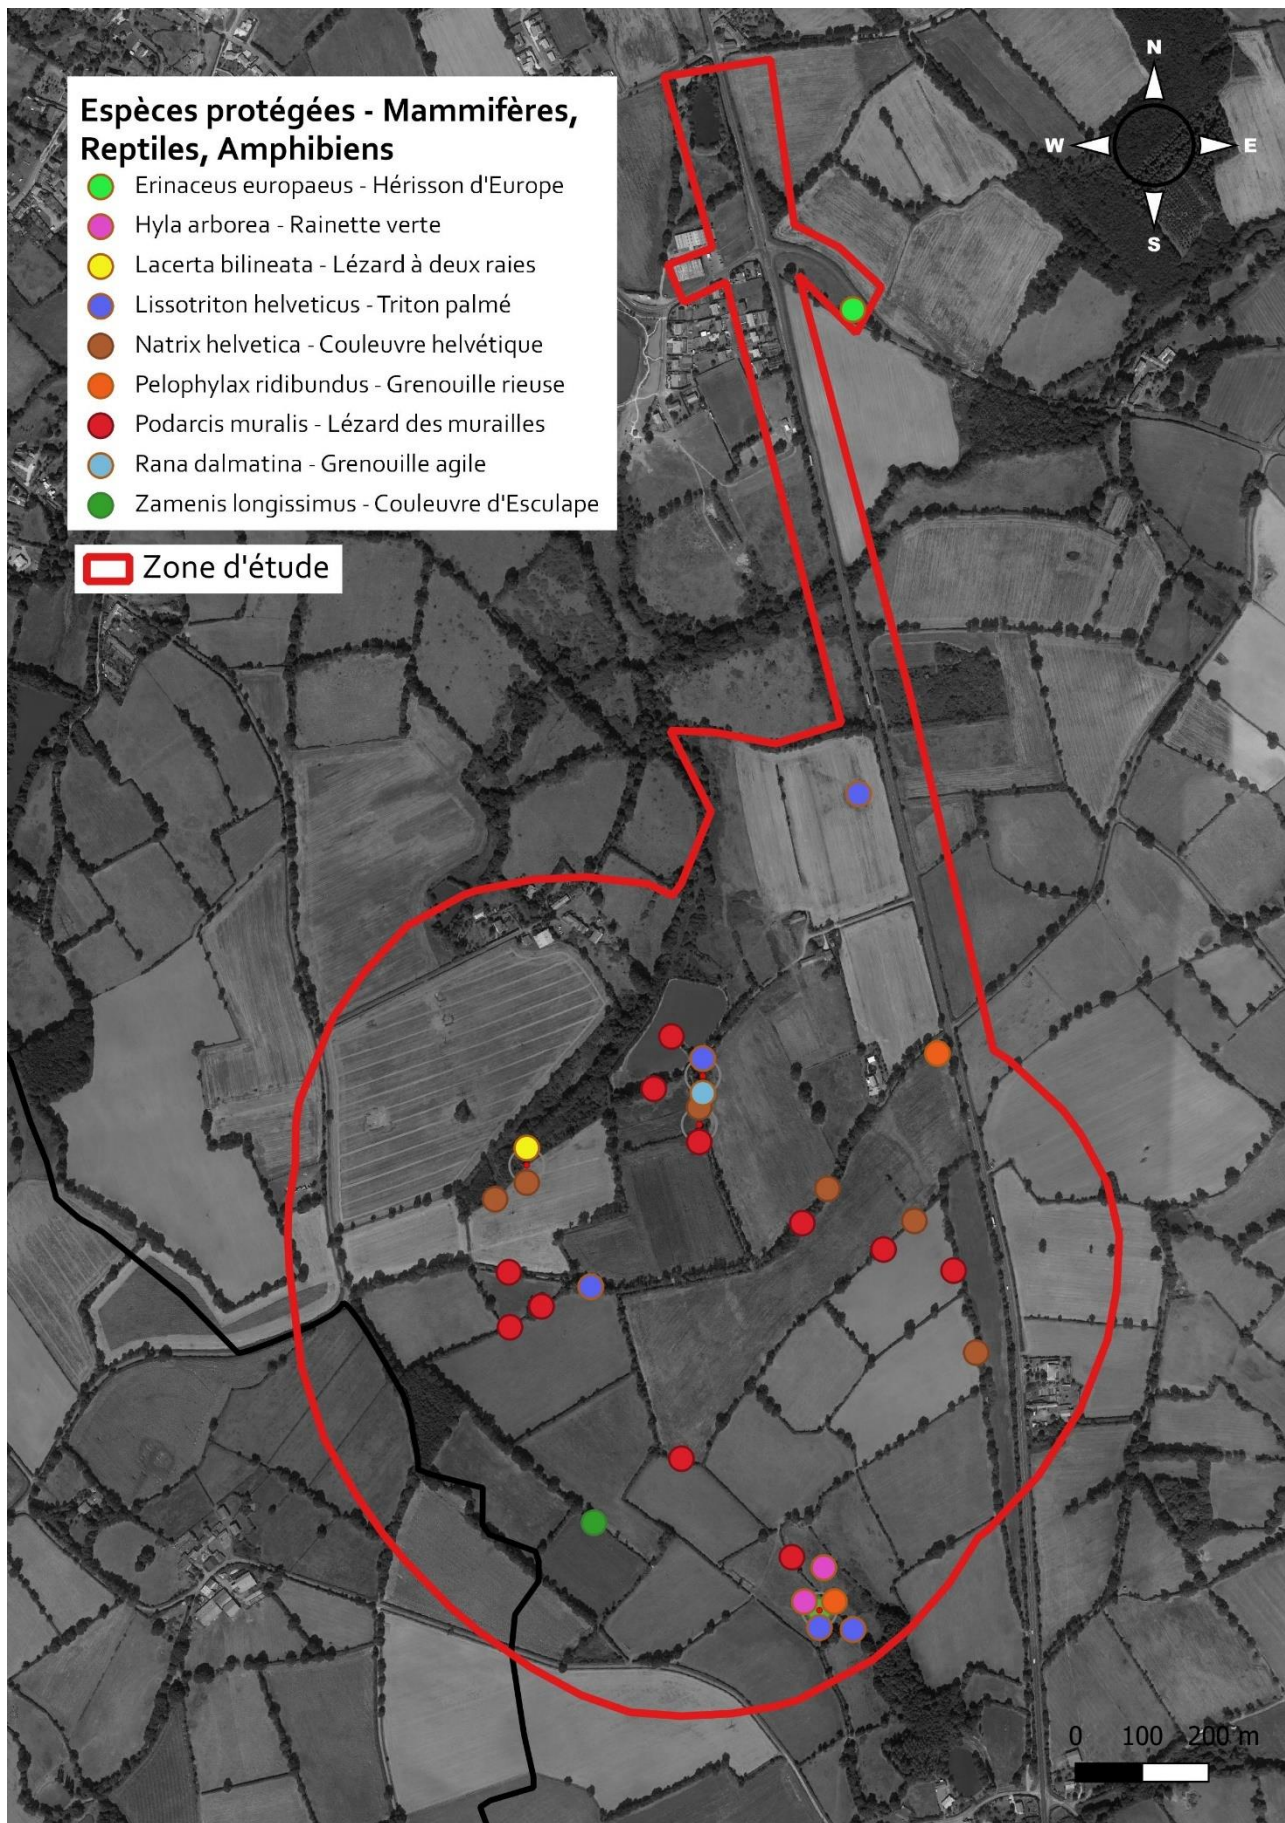 N
W E
S
Espèces protégées - Mammifères,
Reptiles, Amphibiens
Erinaceus europaeus - Hérisson d'Europe
Hyla arborea - Rainette verte
Lacerta bilineata - Lézard à deux raies
Lissotriton helveticus - Triton palmé
Natrix helvetica - Couleuvre helvétique
Pelophylax ridibundus - Grenouille rieuse
Podarcis muralis - Lézard des murailles
Rana dalmatina - Grenouille agile
Zamenis longissimus - Couleuvre d'Esculape
Zone d'étude
0 100 200 m